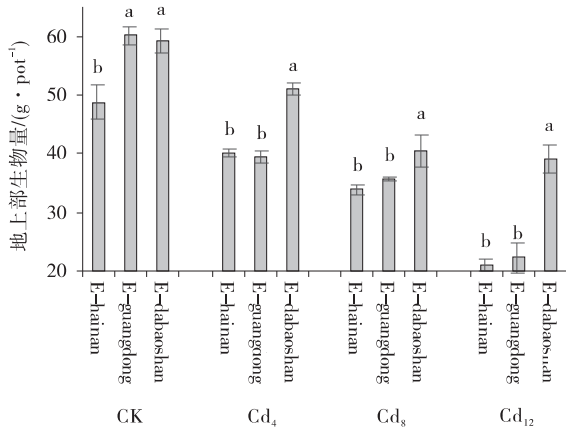 地上部生物量/(g·pot⁻¹)
60
50
40
30
20
b a a
b b a
b b a
b b a
E-hainan
E-guangdong
E-dabaoshan
E-hainan
E-guangdong
E-dabaoshan
E-hainan
E-guangdong
E-dabaoshan
E-hainan
E-guangdong
E-dabaoshan
CK Cd₄ Cd₈ Cd₁₂